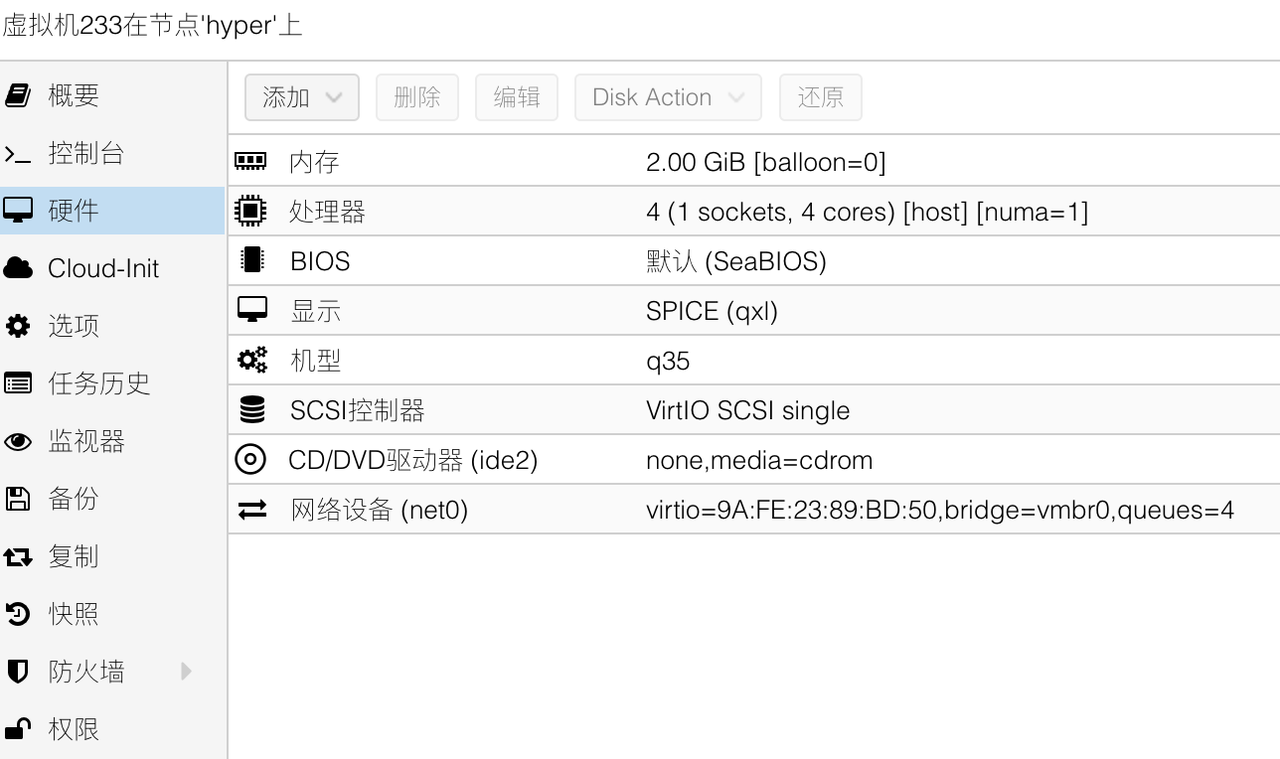 虚拟机233在节点'hyper'上
概要
控制台
硬件
Cloud-Init
选项
任务历史
监视器
备份
复制
快照
防火墙
权限
添加 删除 编辑 Disk Action 还原
内存 2.00 GiB [balloon=0]
处理器 4 (1 sockets, 4 cores) [host] [numa=1]
BIOS 默认 (SeaBIOS)
显示 SPICE (qxl)
机型 q35
SCSI控制器 VirtIO SCSI single
CD/DVD驱动器 (ide2) none,media=cdrom
网络设备 (net0) virtio=9A:FE:23:89:BD:50,bridge=vmbr0,queues=4